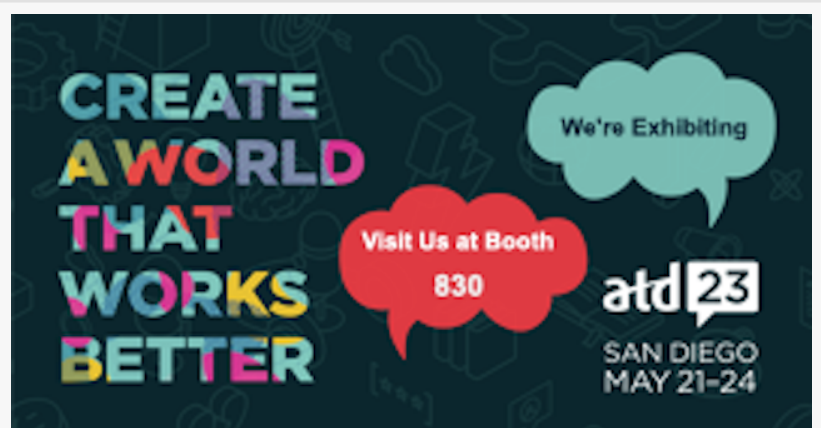 CREATE
A WORLD
THAT
WORKS
BETTER
We're Exhibiting
Visit Us at Booth
830
atd 23
SAN DIEGO
MAY 21–24